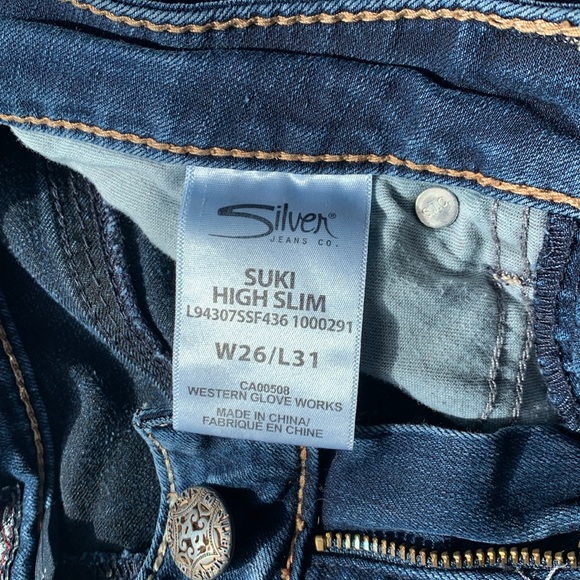 Silver®
JEANS CO.
SUKI
HIGH SLIM
L94307SSF436 1000291
W26/L31
CA00508
WESTERN GLOVE WORKS
MADE IN CHINA/
FABRIQUÉ EN CHINE